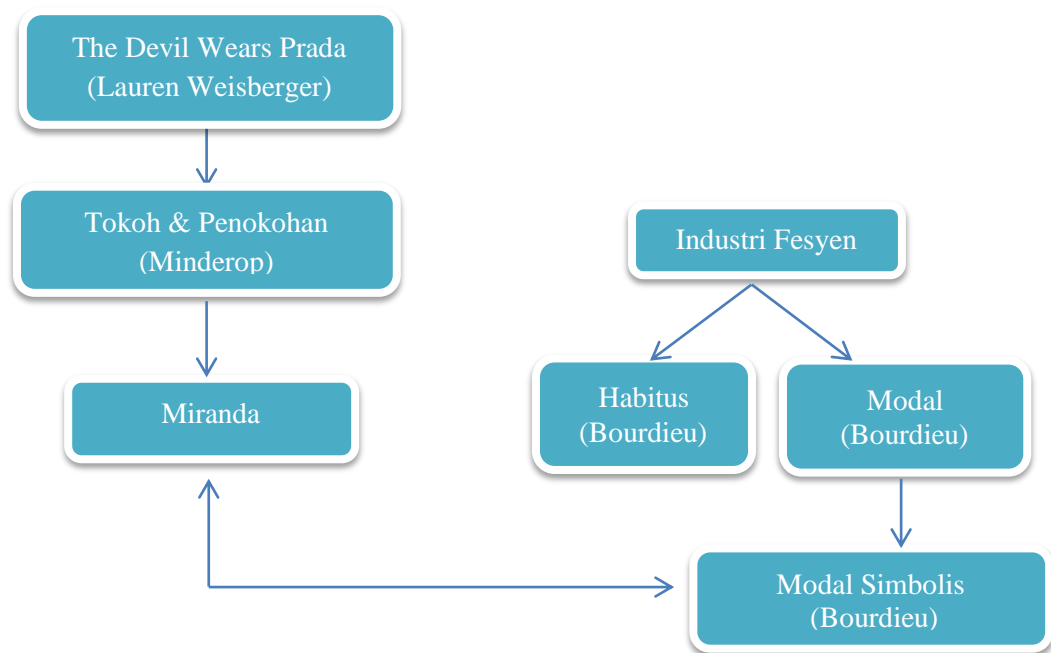 The Devil Wears Prada
(Lauren Weisberger)
Tokoh & Penokohan
(Minderop)
Miranda
Industri Fesyen
Habitus
(Bourdieu)
Modal
(Bourdieu)
Modal Simbolis
(Bourdieu)